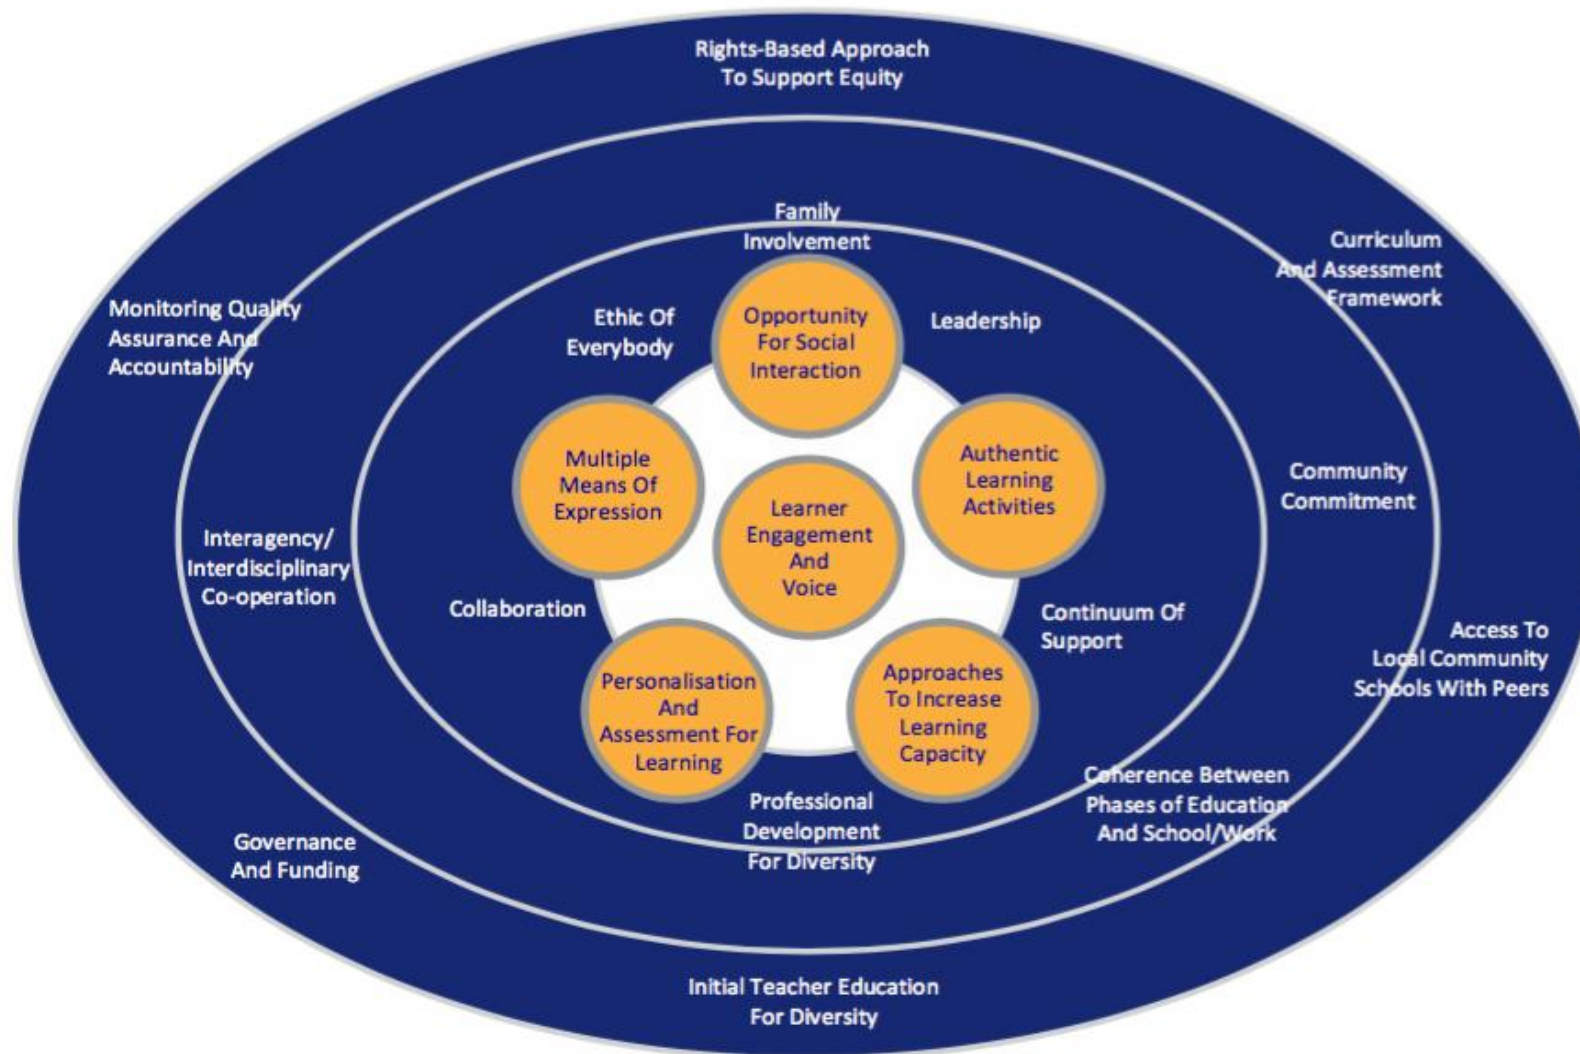 Rights-Based Approach
To Support Equity
Family
Involvement
Curriculum
And Assessment
Framework
Monitoring Quality
Assurance And
Accountability
Ethic Of
Everybody
Opportunity
For Social
Interaction
Leadership
Multiple
Means Of
Expression
Authentic
Learning
Activities
Community
Commitment
Learner
Engagement
And
Voice
Interagency/
Interdisciplinary
Co-operation
Collaboration
Continuum Of
Support
Access To
Local Community
Schools With Peers
Personalisation
And
Assessment For
Learning
Approaches
To Increase
Learning
Capacity
Coherence Between
Phases of Education
And School/Work
Professional
Development
For Diversity
Governance
And Funding
Initial Teacher Education
For Diversity